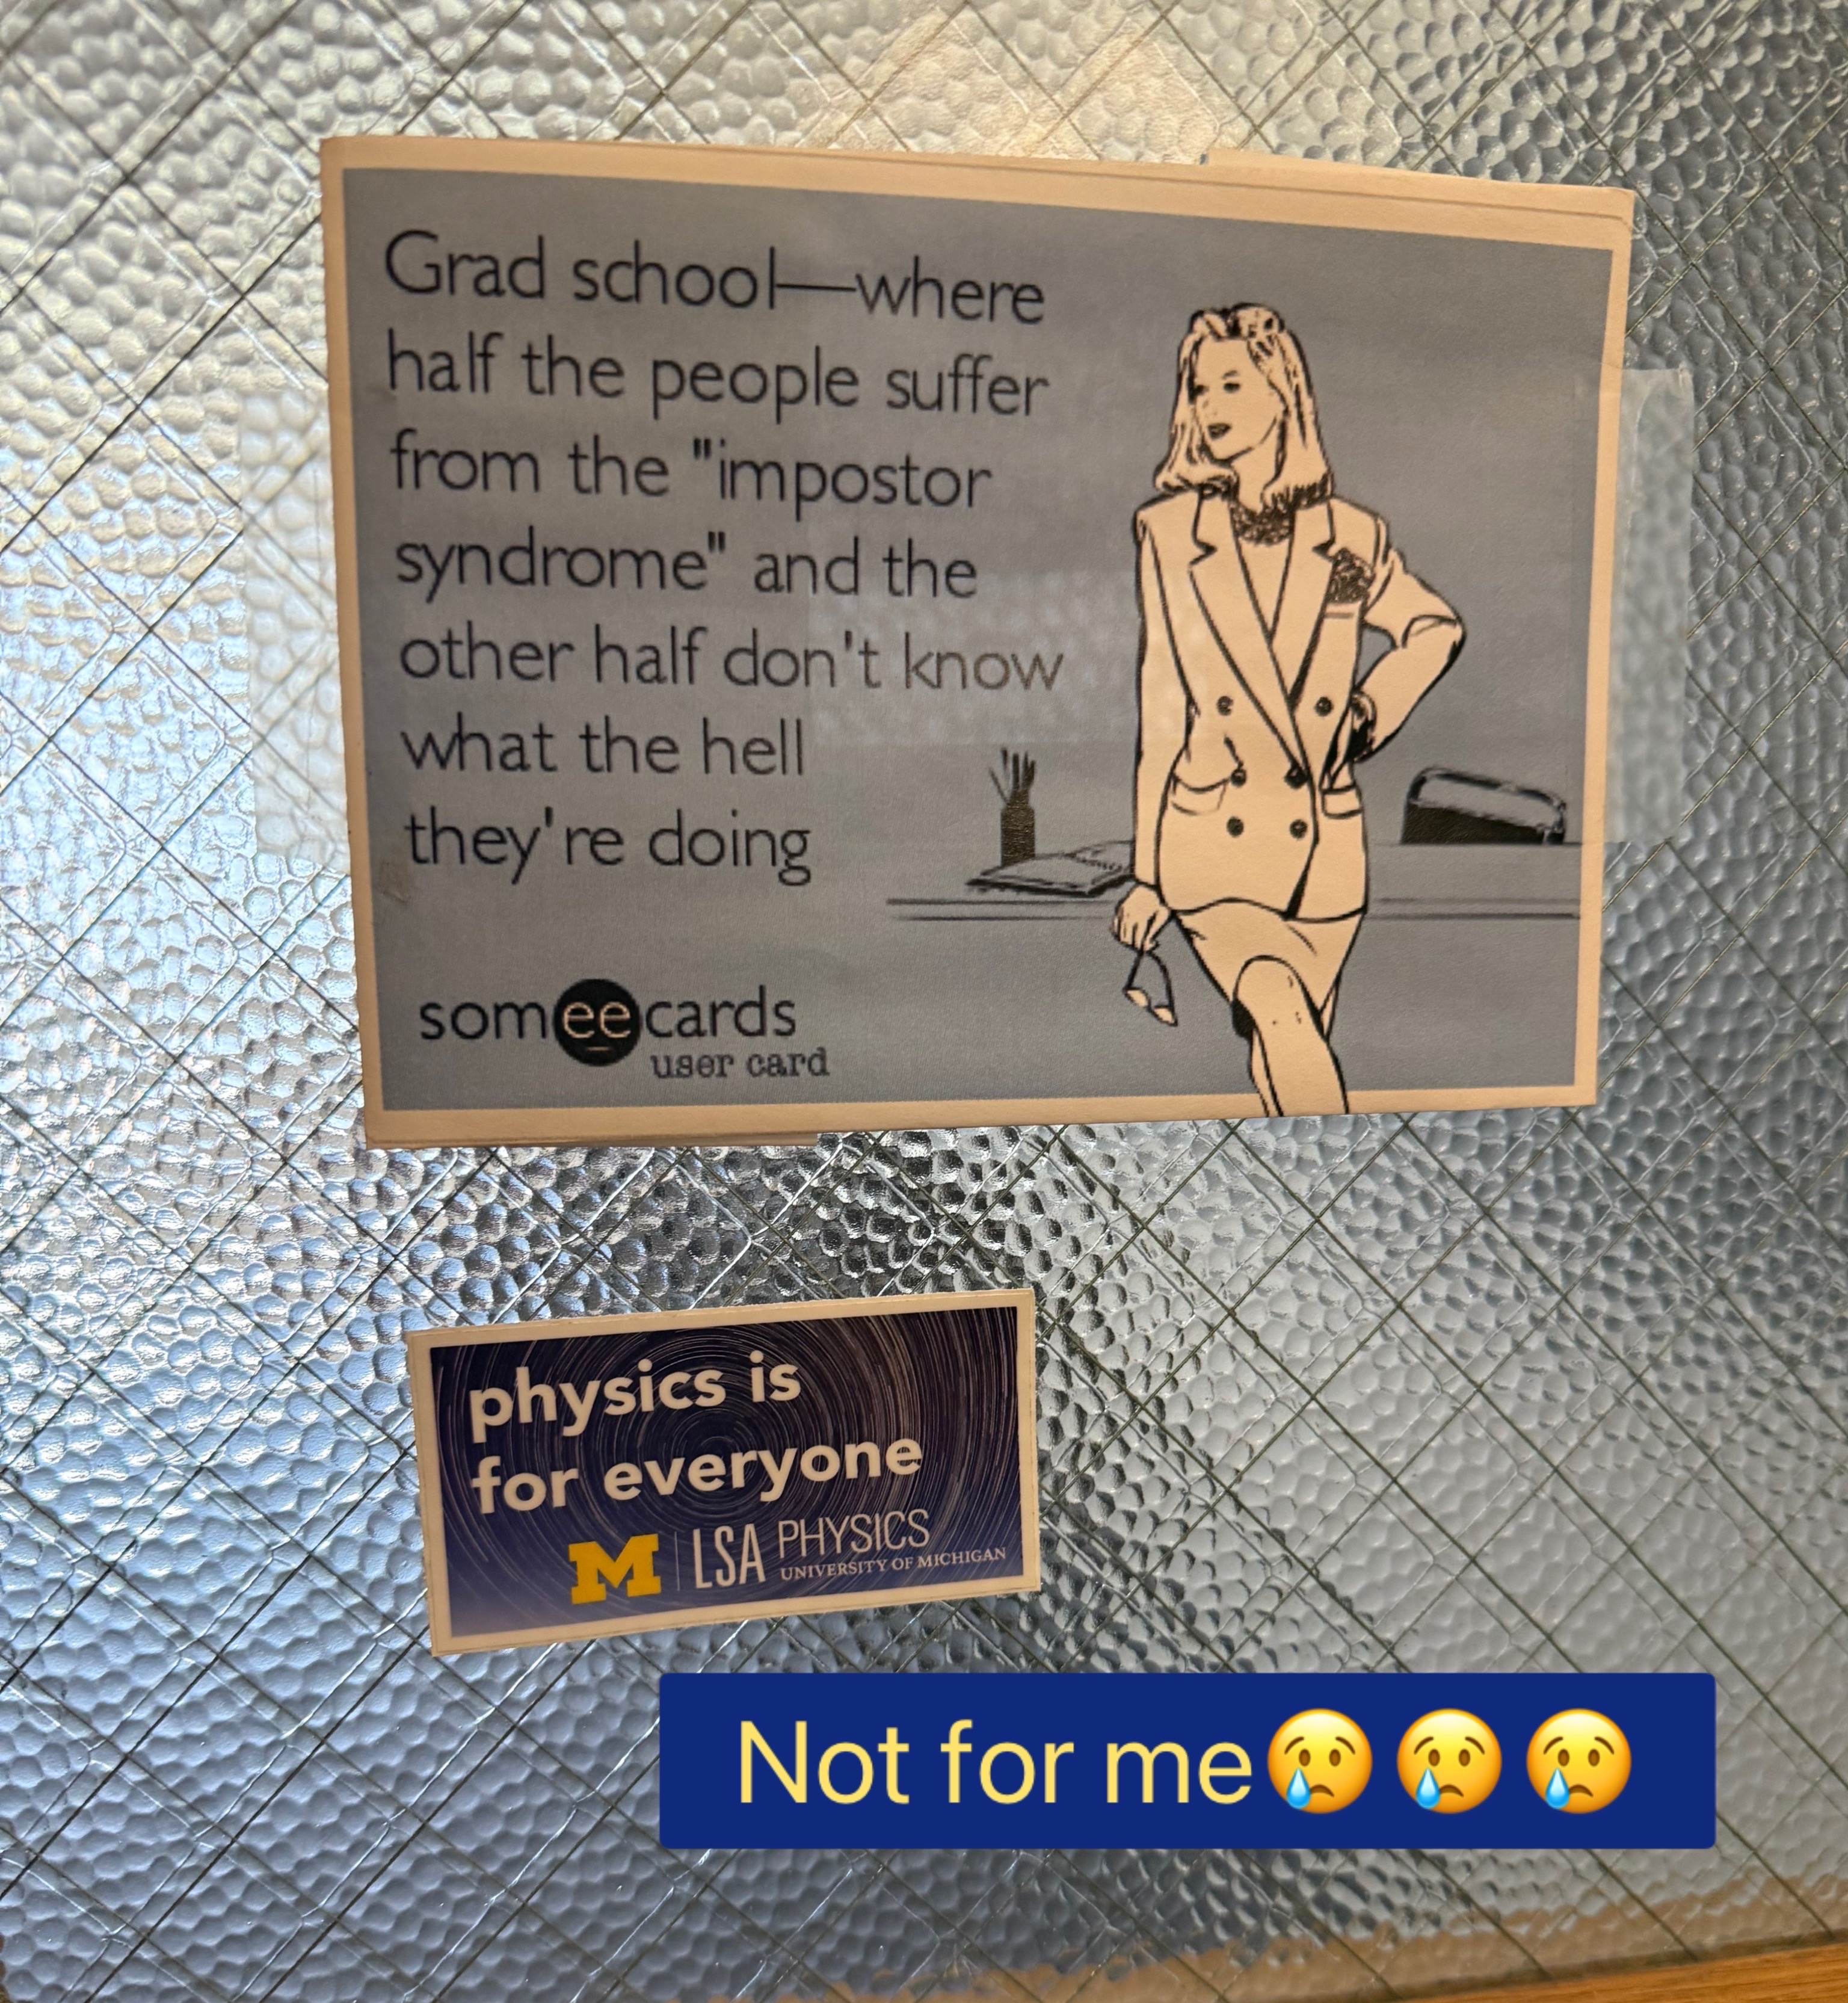 Grad school—where
half the people suffer
from the "impostor
syndrome" and the
other half don't know
what the hell
they're doing
someecards
user card
physics is
for everyone
M | LSA PHYSICS
UNIVERSITY OF MICHIGAN
Not for me😢😢😢